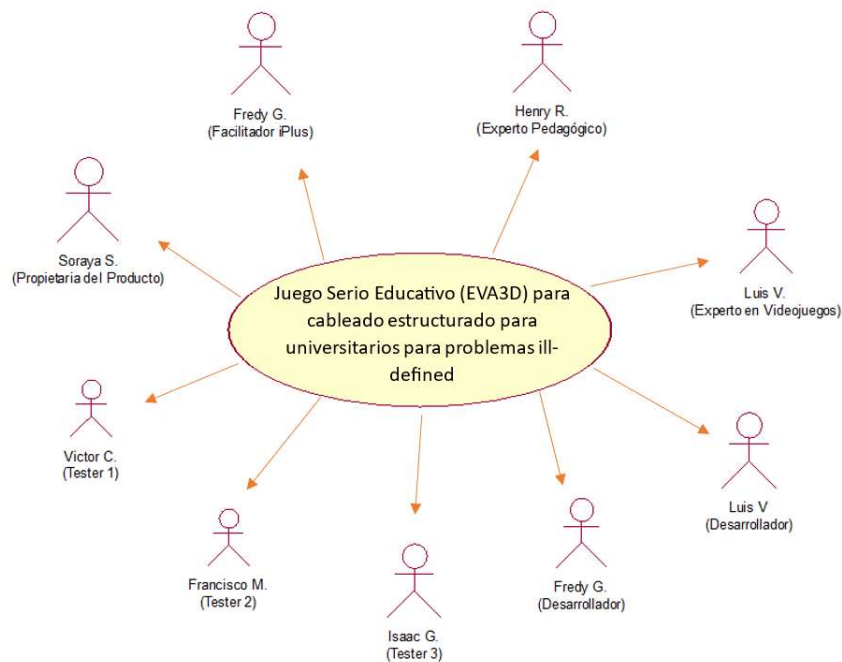 Fredy G.
(Facilitador iPlus)
Henry R.
(Experto Pedagógico)
Soraya S.
(Propietaria del Producto)
Luis V.
(Experto en Videojuegos)
Juego Serio Educativo (EVA3D) para
cableado estructurado para
universitarios para problemas ill-
defined
Victor C.
(Tester 1)
Luis V
(Desarrollador)
Francisco M.
(Tester 2)
Fredy G.
(Desarrollador)
Isaac G.
(Tester 3)